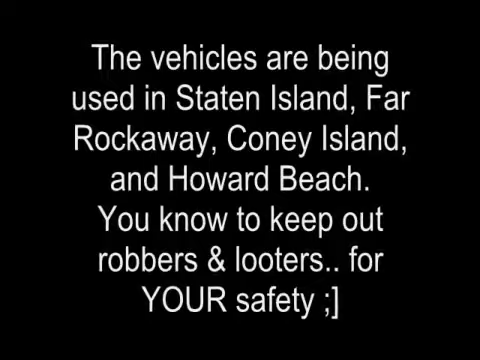 The vehicles are being
used in Staten Island, Far
Rockaway, Coney Island,
and Howard Beach.
You know to keep out
robbers & looters.. for
YOUR safety ;]